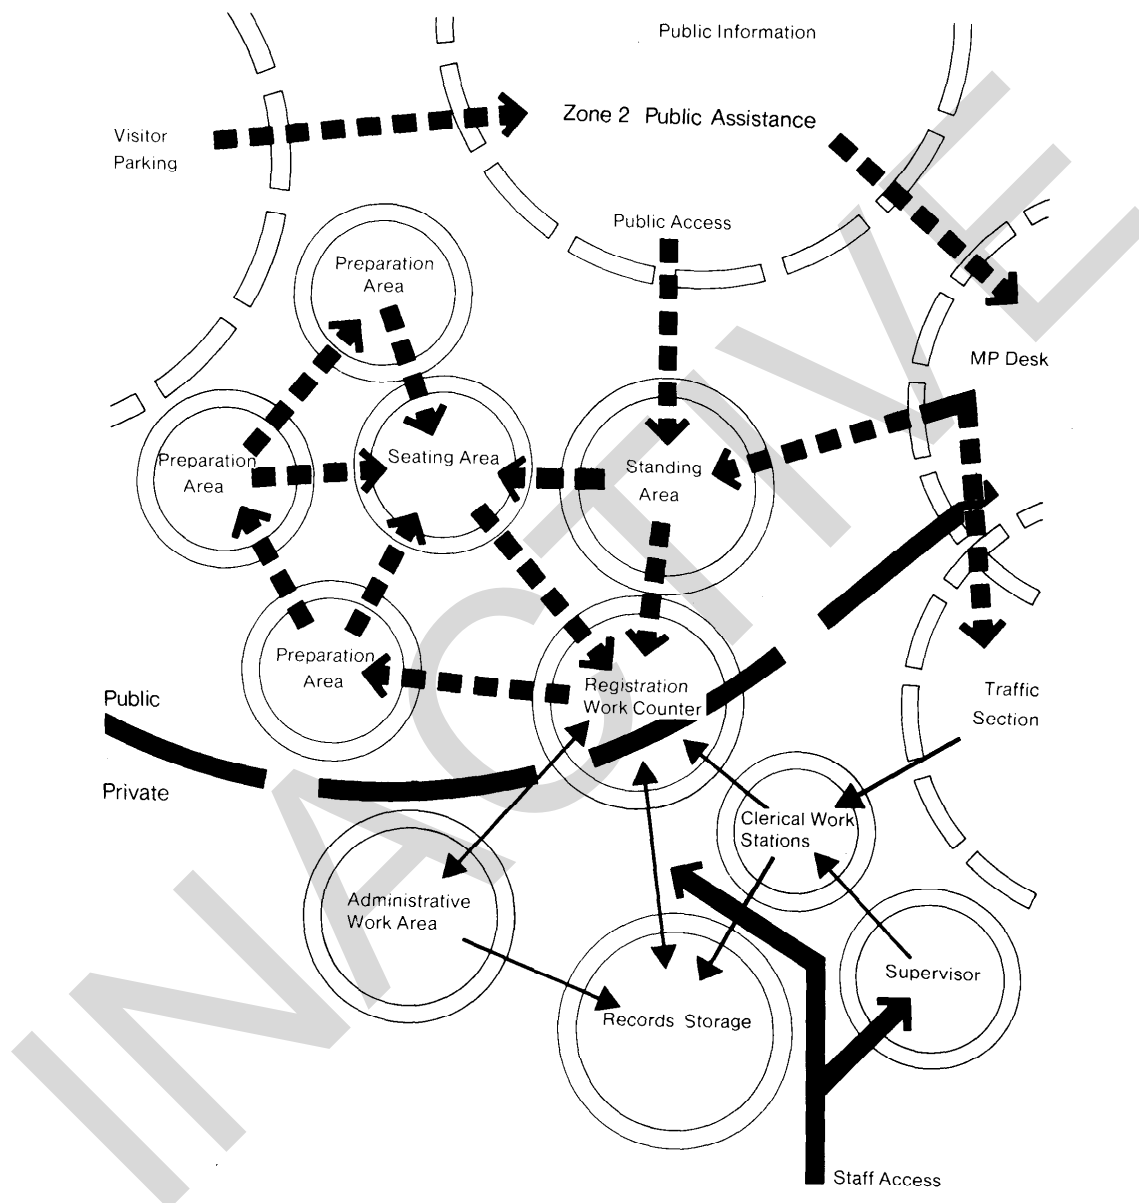 Public Information
Zone 2 Public Assistance
Visitor
Parking
Public Access
Preparation
Area
MP Desk
Preparation
Area
Seating Area
Standing
Area
Preparation
Area
Registration
Work Counter
Public
Private
Traffic
Section
Clerical Work
Stations
Administrative
Work Area
Supervisor
Records Storage
Staff Access
INACTIVE